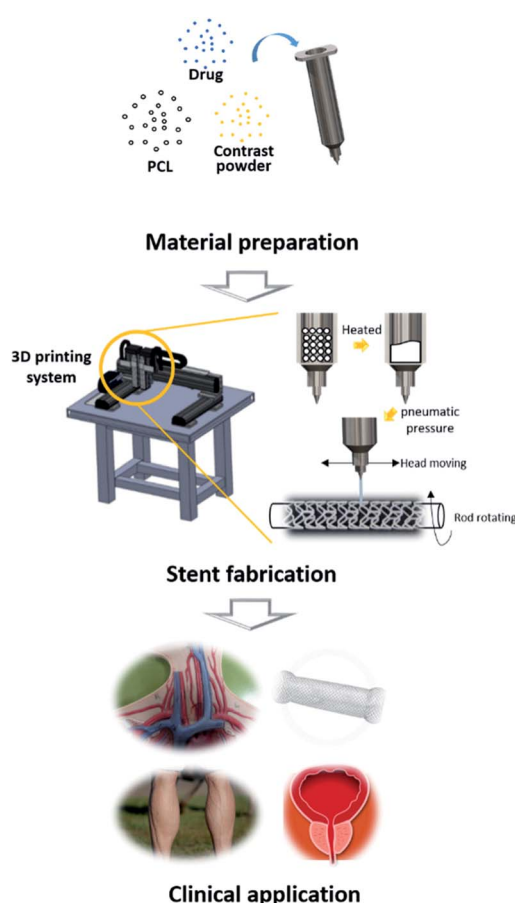 Drug
PCL
Contrast
powder
Material preparation
3D printing
system
Heated
pneumatic
pressure
Head moving
Rod rotating
Stent fabrication
Clinical application